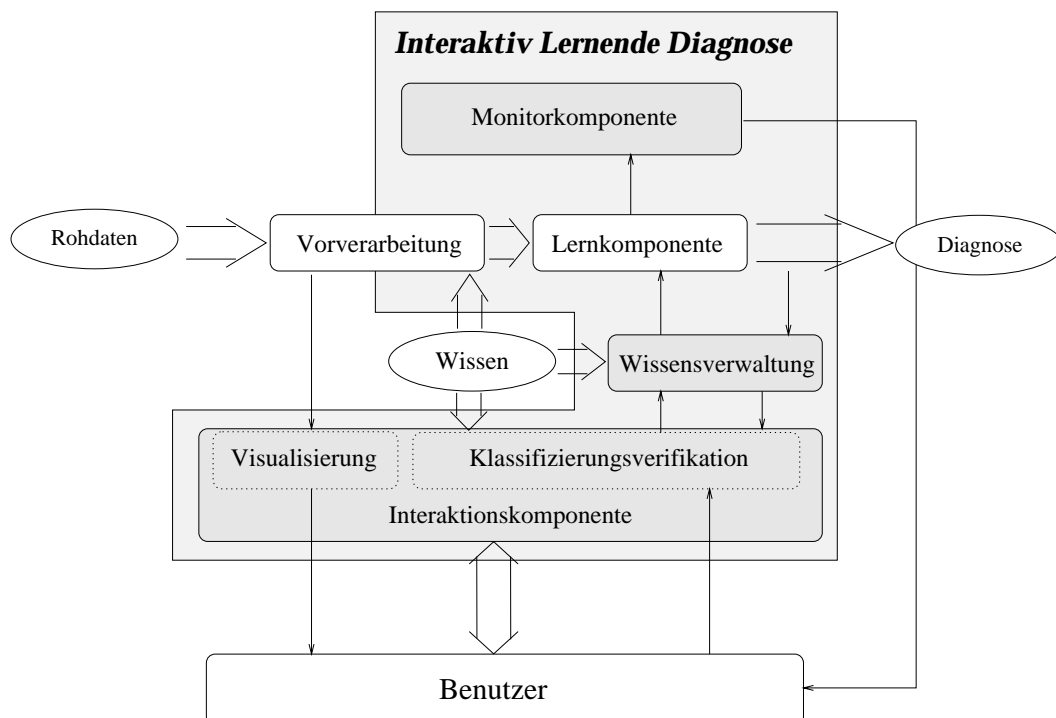 Interaktiv Lernende Diagnose
Monitorkomponente
Rohdaten
Vorverarbeitung
Lernkomponente
Diagnose
Wissen
Wissensverwaltung
Visualisierung
Klassifizierungsverifikation
Interaktionskomponente
Benutzer